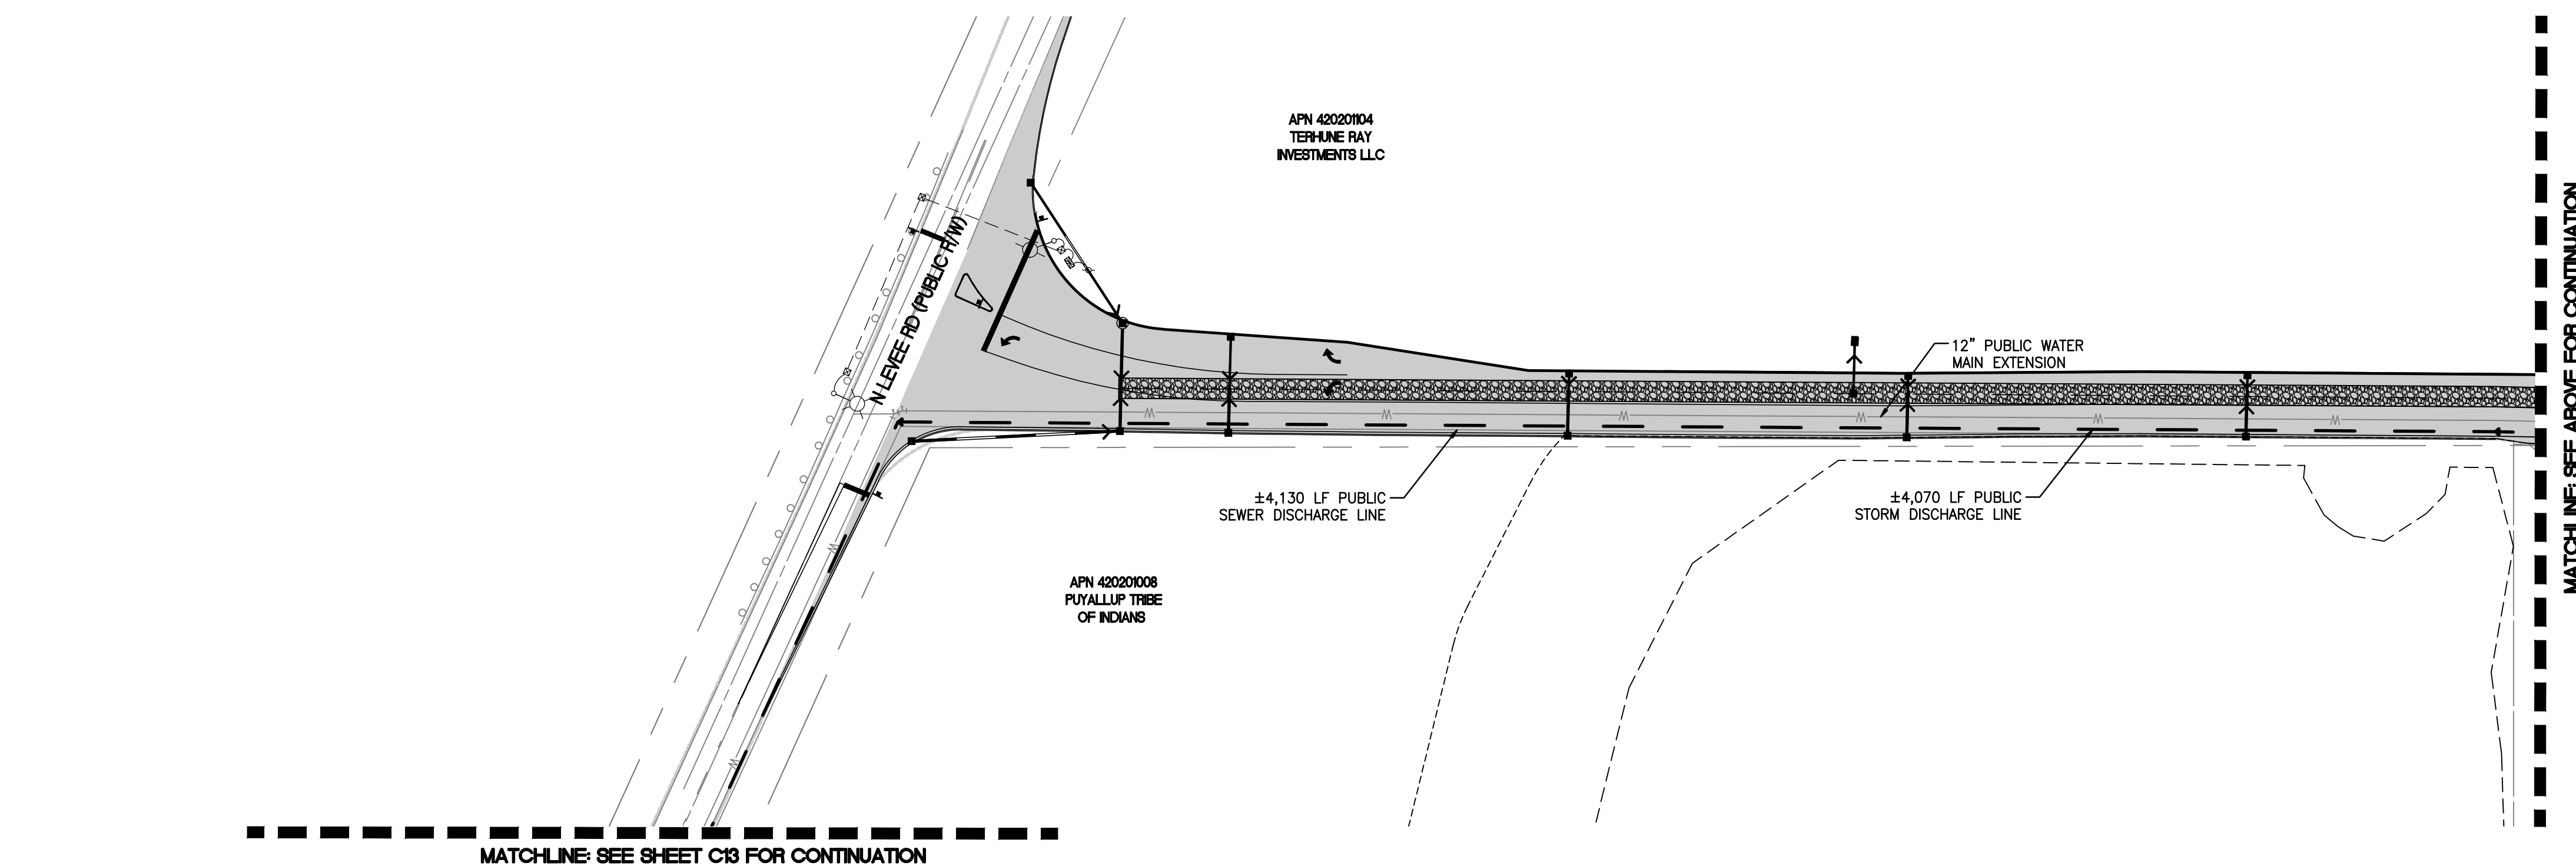 APN 420201104
TERHUNE RAY
INVESTMENTS LLC
N LEVEE RD (PUBLIC R/W)
12” PUBLIC WATER
MAIN EXTENSION
W W W W W W
±4,130 LF PUBLIC
SEWER DISCHARGE LINE
±4,070 LF PUBLIC
STORM DISCHARGE LINE
W
W
APN 420201008
PUYALLUP TRIBE
OF INDIANS
MATCHLINE: SEE ABOVE FOR CONTINUATION
MATCHLINE: SEE SHEET C13 FOR CONTINUATION